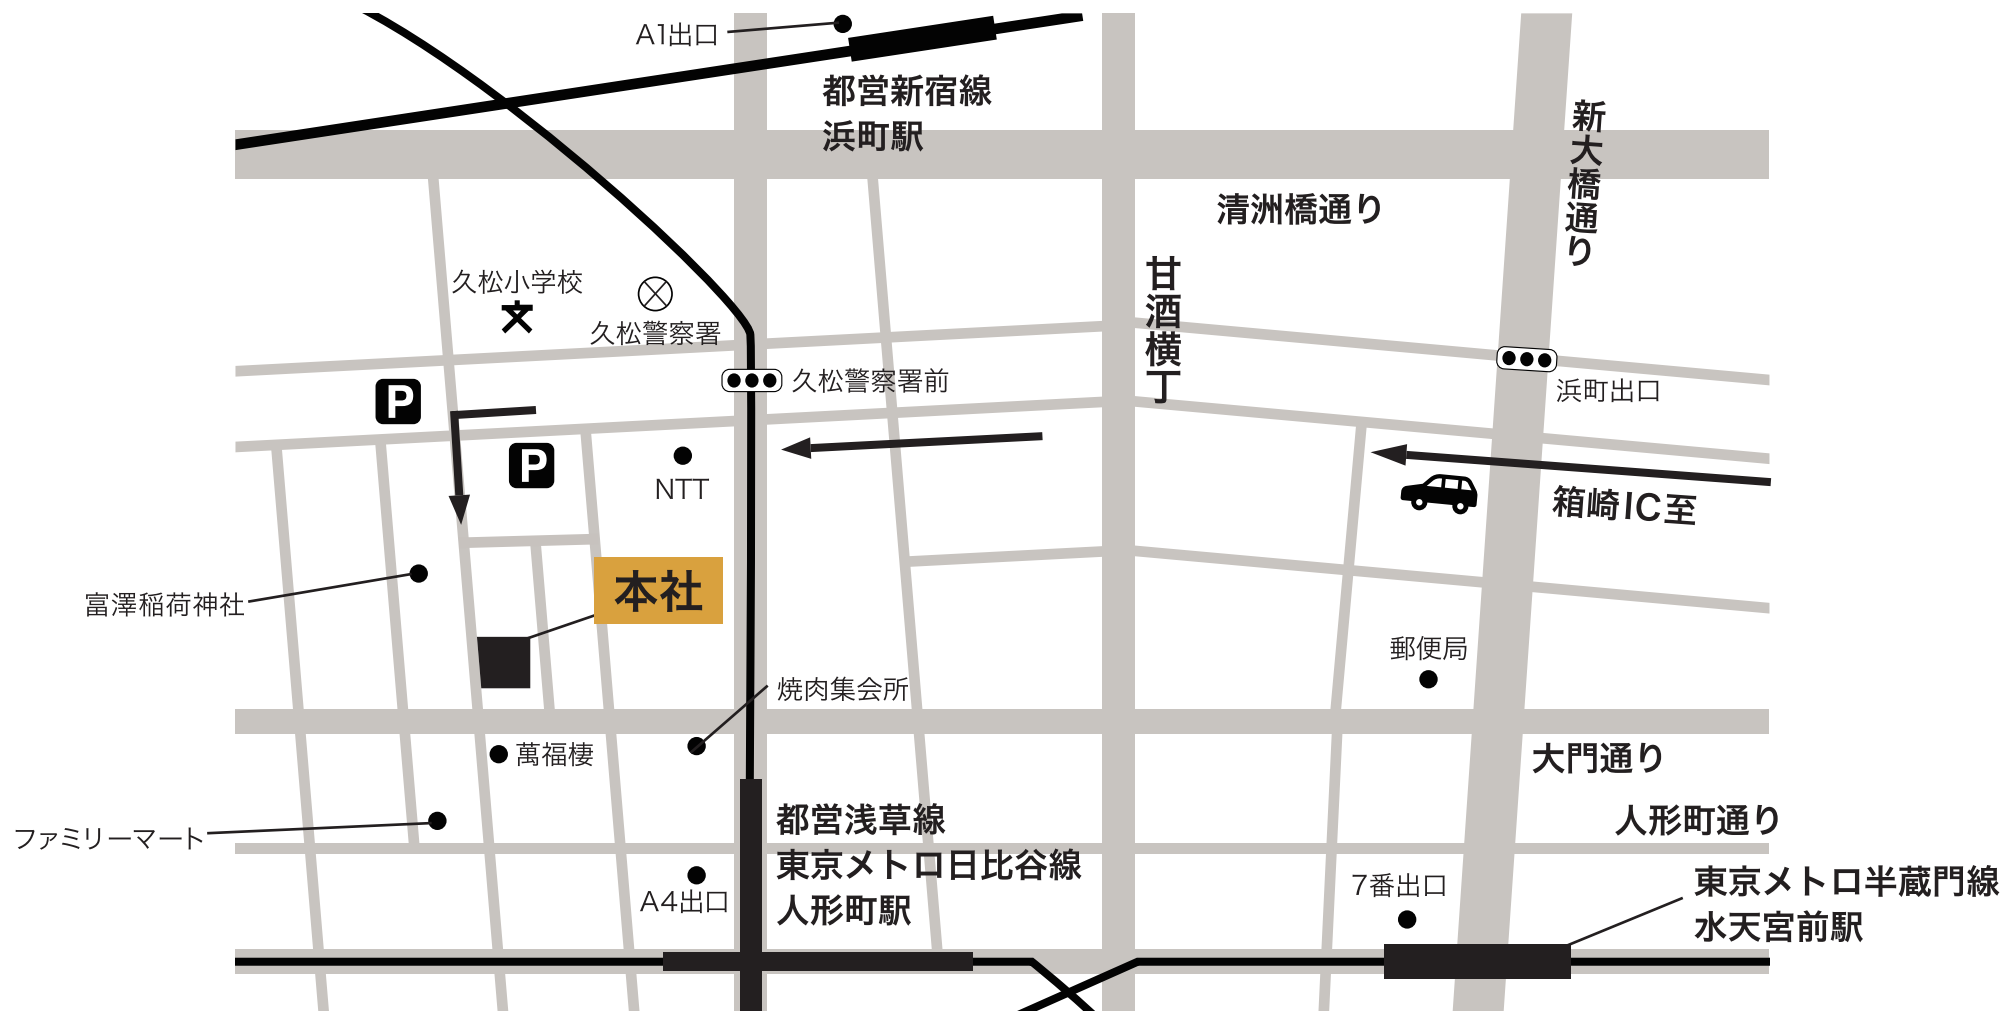 A1出口
都営新宿線
浜町駅
新大橋通り
清洲橋通り
甘酒横丁
久松小学校
久松警察署
久松警察署前
浜町出口
P
P
NTT
箱崎IC至
本社
富澤稲荷神社
郵便局
焼肉集会所
萬福棲
大門通り
ファミリーマート
都営浅草線
東京メトロ日比谷線
人形町駅
人形町通り
A4出口
7番出口
東京メトロ半蔵門線
水天宮前駅